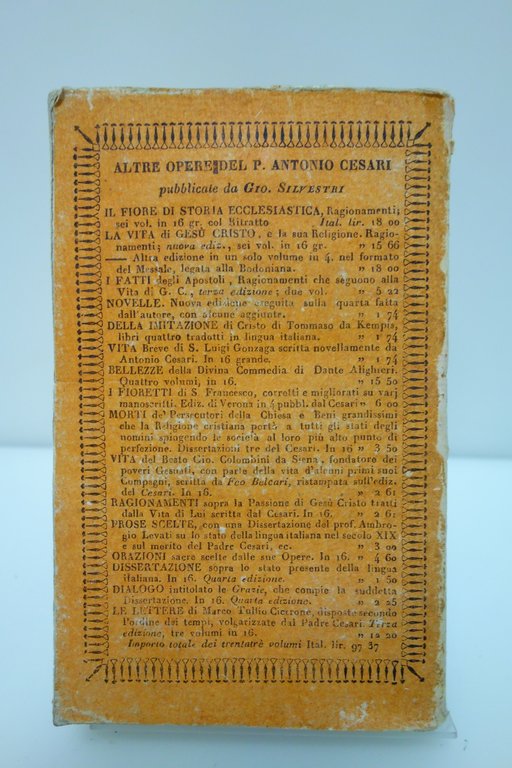 ALTRE OPERE DEL P. ANTONIO CESARI
pubblicate da GIO. SILVESTRI
IL FIORE DI STORIA ECCLESIASTICA, Ragionamenti;
sei vol. in 16 gr. col Ritratto Ital. lir. 18 00
LA VITA di GESÙ CRISTO, e la sua Religione. Ragio-
namenti; nuova ediz., sei vol. in 16 gr. " 15 66
—— Altra edizione in un solo volume in 4. nel formato
del Messale, legata alla Bodoniana. " 18 00
I FATTI degli Apostoli, Ragionamenti che seguono alla
Vita di G. C., terza edizione; due vol. " 5 22
NOVELLE. Nuova edizione eseguita sulla quarta fatta
dall'autore, con alcune aggiunte. " 1 74
DELLA IMITAZIONE di Cristo di Tommaso da Kempis,
libri quattro tradotti in lingua italiana. " 1 74
VITA Breve di S. Luigi Gonzaga scritta novellamente da
Antonio Cesari. In 16 grande. " 1 74
BELLEZZE della Divina Commedia di Dante Alighieri.
Quattro volumi, in 16. " 15 50
I FIORETTI di S. Francesco, corretti e migliorati su varj
manoscritti. Ediz. di Verona in 4 pubbl. dal Cesari " 6 00
MORTI de' Persecutori della Chiesa e Beni grandissimi
che la Religione cristiana portò a tutti gli stati degli
uomini spingendo le società al loro più alto punto di
perfezione. Dissertazioni tre del Cesari. In 16 " 3 50
VITA del Beato Gio. Colombini da Siena, fondatore dei
poveri Gesuati, con parte della vita d'alcuni primi suoi
Compagni, scritta da Feo Belcari, ristampata sull'ediz.
del Cesari. In 16. " 2 61
RAGIONAMENTI sopra la Passione di Gesù Cristo tratti
dalla Vita di Lui scritta dal Cesari. In 16. " 2 61
PROSE SCELTE, con una Dissertazione del prof. Ambro-
gio Levati su lo stato della lingua italiana nel secolo XIX
e sul merito del Padre Cesari, ec. " 3 00
ORAZIONI sacre scelte dalle sue Opere. In 16. " 4 60
DISSERTAZIONE sopra lo stato presente della lingua
italiana. In 16. Quarta edizione. " 1 50
DIALOGO intitolato le Grazie, che compie la suddetta
Dissertazione. In 16. Quarta edizione. " 2 25
LE LETTERE di Marco Tullio Cicerone, disposte secondo
l'ordine dei tempi, volgarizzate dal Padre Cesari. Terza
edizione, tre volumi in 16. " 12 20
Importo totale dei trentatrè volumi Ital. lir. 97 37